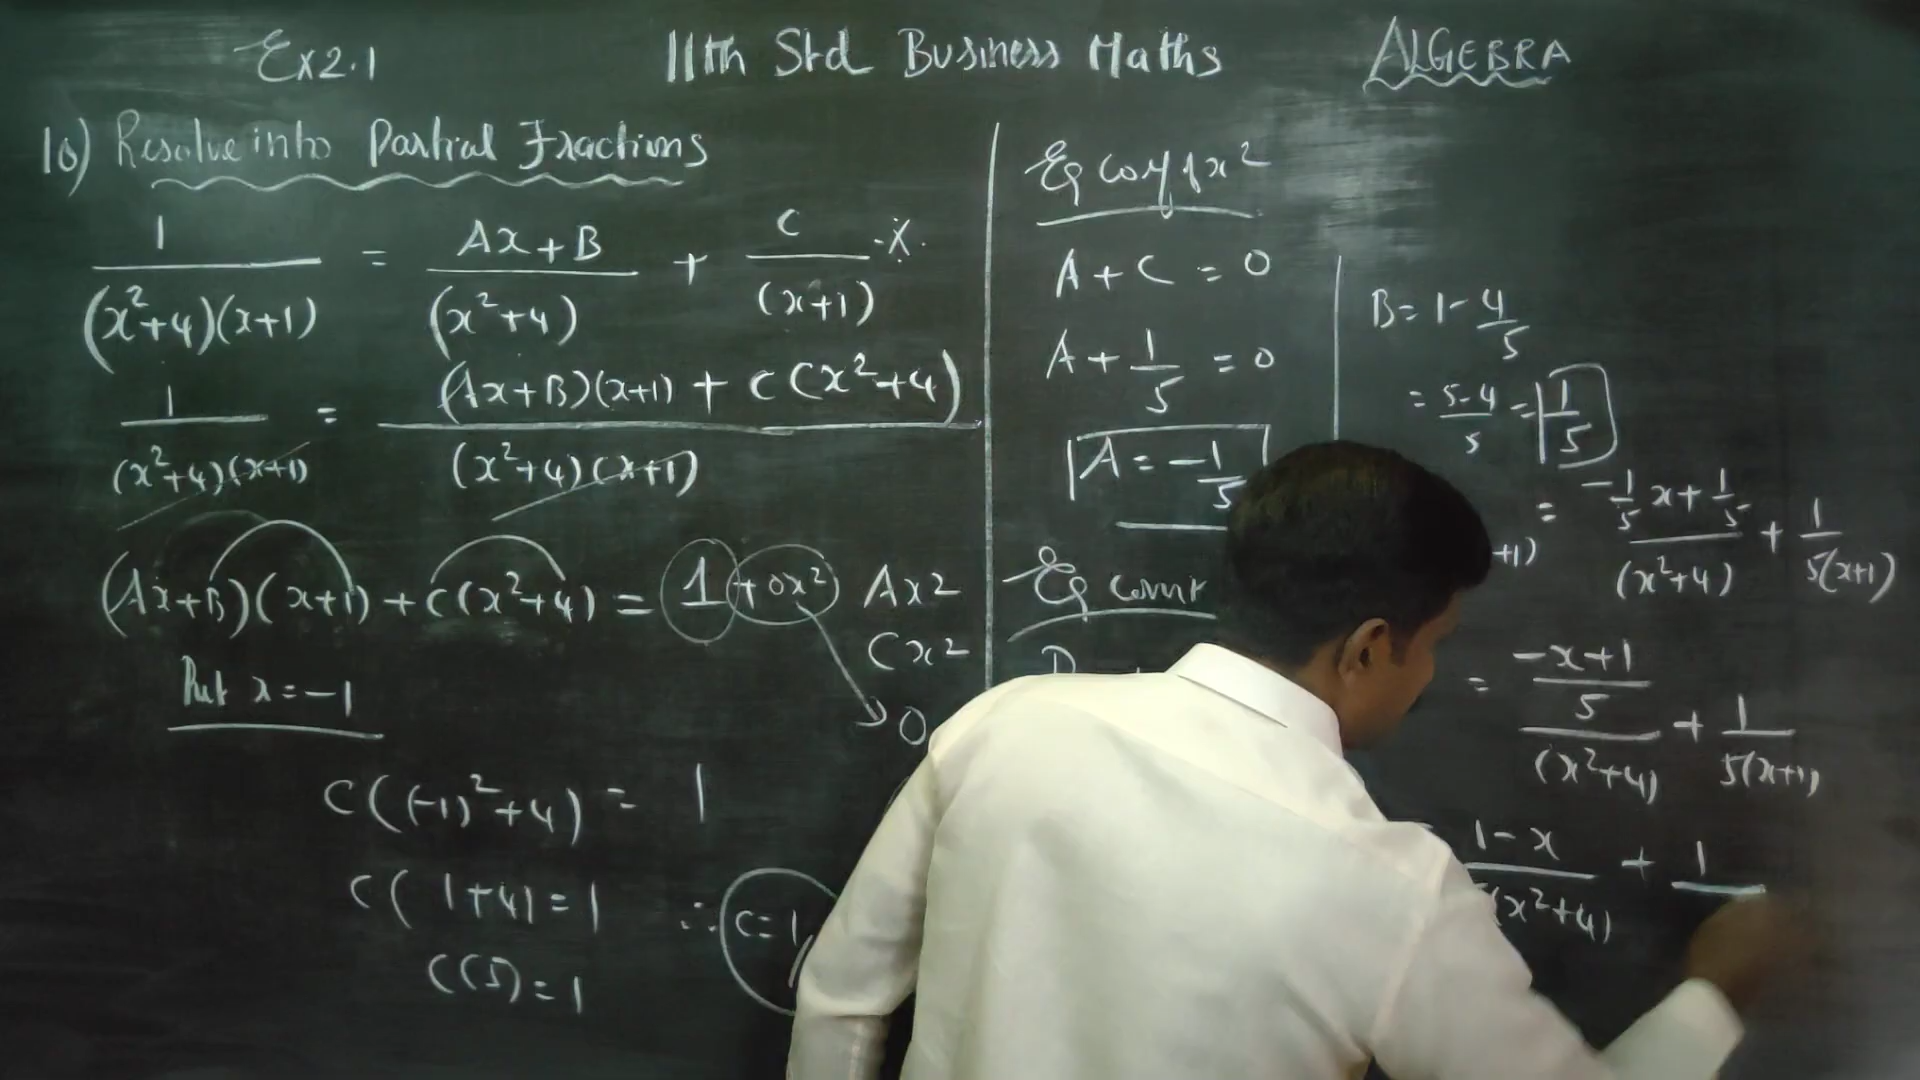 Ex 2.1
11th Std Business Maths
ALGEBRA
10) Resolve into Partial Fractions
1/((x²+4)(x+1)) = (Ax+B)/(x²+4) + C/(x+1)
1/((x²+4)(x+1)) = ((Ax+B)(x+1) + C(x²+4))/((x²+4)(x+1))
(Ax+B)(x+1) + C(x²+4) = 1 + 0x²
Ax²
Cx²
0
Put x = -1
C((-1)²+4) = 1
C(1+4) = 1
C(5) = 1
∴ C = 1
Eq x²
A + C = 0
A + 1/5 = 0
A = -1/5
Eq
B = 1 - 4/5
= (5-4)/5 = 1/5
+1) = (-1/5 x + 1/5)/(x²+4) + 1/(5(x+1))
= ((-x+1)/5)/(x²+4) + 1/(5(x+1))
(1-x)/(x²+4) + 1